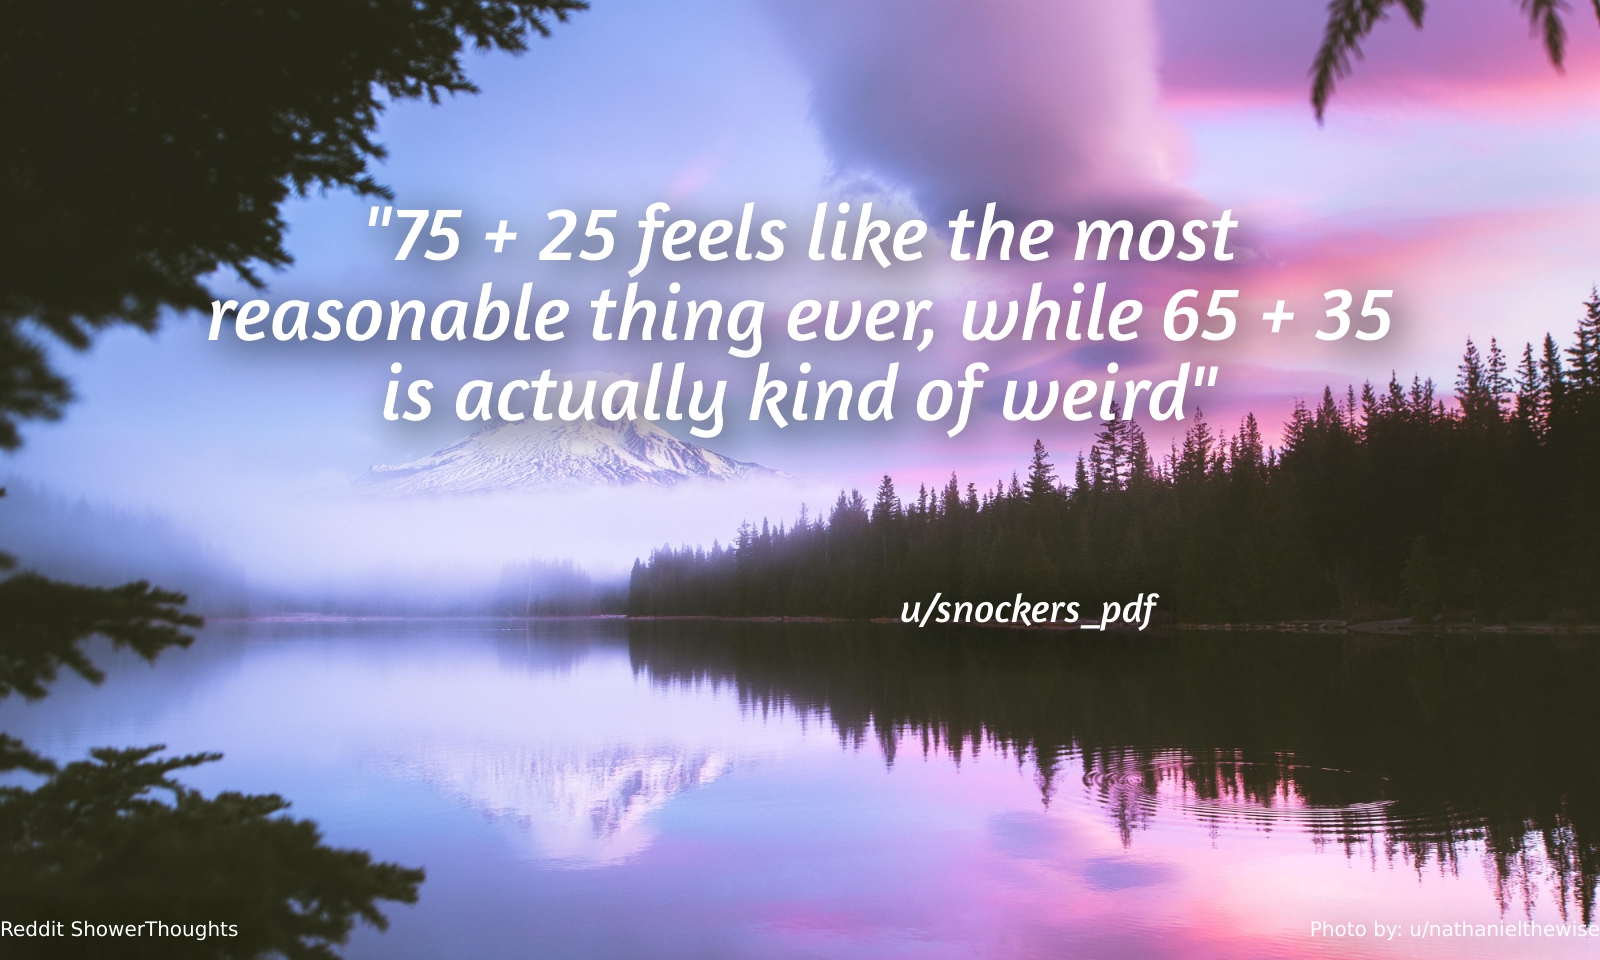 "75 + 25 feels like the most
reasonable thing ever, while 65 + 35
is actually kind of weird"
u/snockers_pdf
Reddit ShowerThoughts
Photo by: u/nathanielthewise